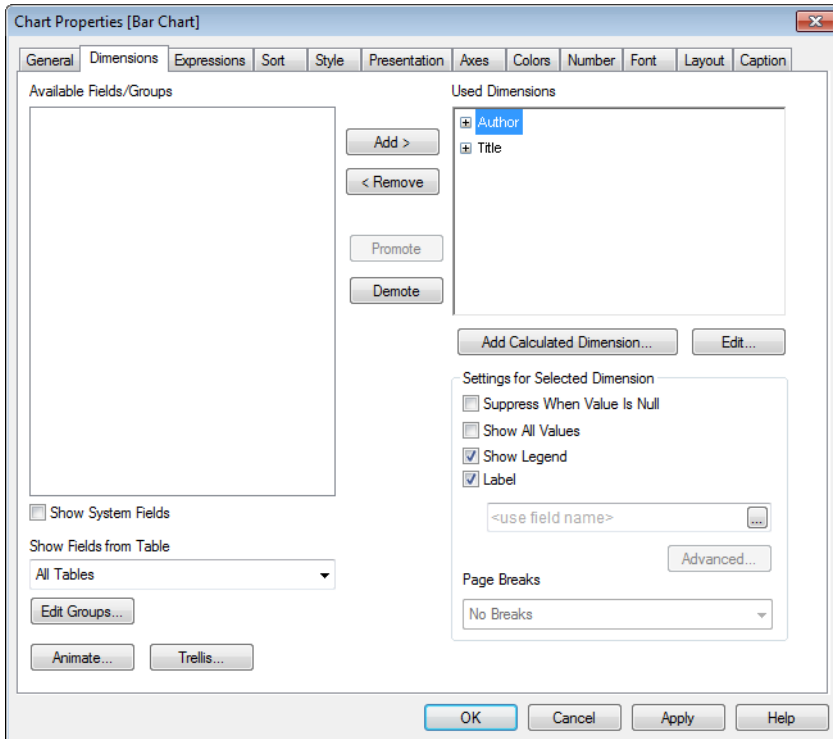 Chart Properties [Bar Chart]
General Dimensions Expressions Sort Style Presentation Axes Colors Number Font Layout Caption
Available Fields/Groups
Used Dimensions
Author
Title
Add >
< Remove
Promote
Demote
Add Calculated Dimension... Edit...
Settings for Selected Dimension
Suppress When Value Is Null
Show All Values
Show Legend
Label
<use field name> ...
Advanced...
Page Breaks
No Breaks
Show System Fields
Show Fields from Table
All Tables
Edit Groups...
Animate... Trellis...
OK Cancel Apply Help